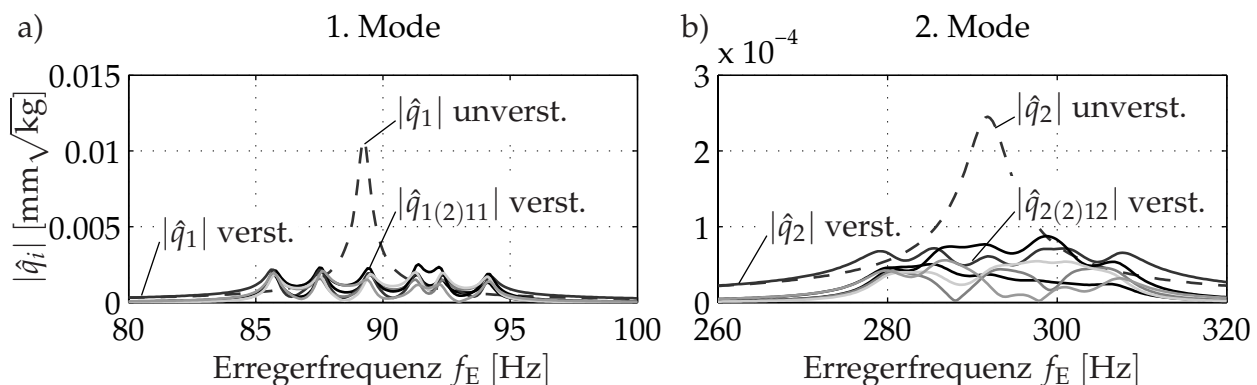 a) 1. Mode
|q̂₁| unverst.
|q̂₁₍₂₎₁₁| verst.
|q̂₁| verst.
0.015
0.01
0.005
0
|q̂ᵢ| [mm√kg]
80 85 90 95 100
Erregerfrequenz f_E [Hz]
b) 2. Mode
x 10⁻⁴
|q̂₂| unverst.
|q̂₂₍₂₎₁₂| verst.
|q̂₂| verst.
3
2
1
0
260 280 300 320
Erregerfrequenz f_E [Hz]